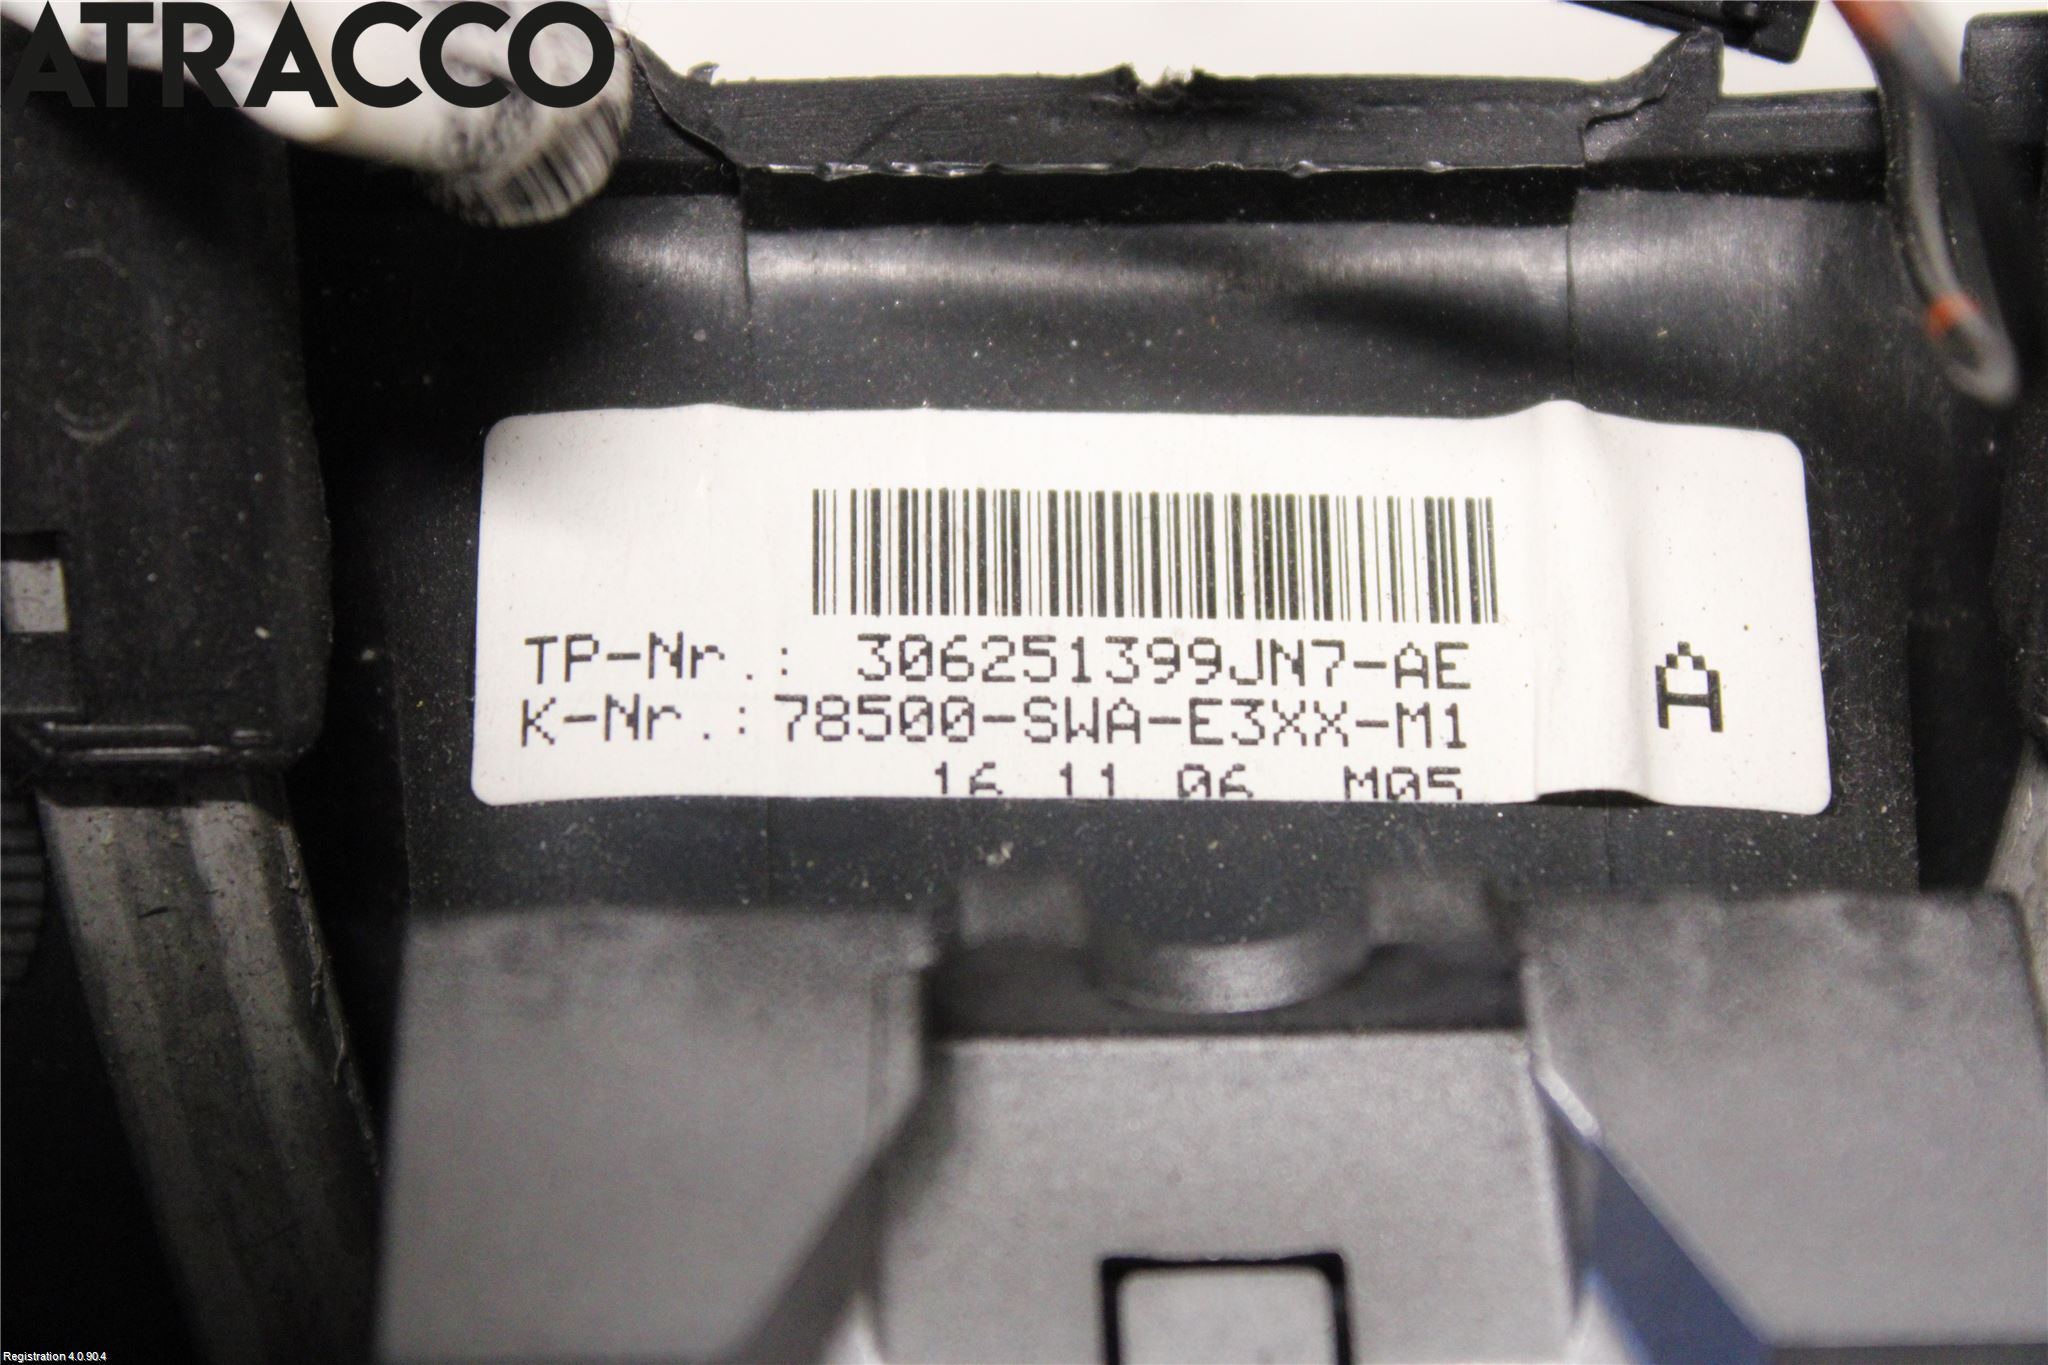 ATRACCO
TP-Nr.: 306251399JN7-AE
K-Nr.: 78500-SWA-E3XX-M1
A
16 11 06 M05
Registration 4.0.90.4